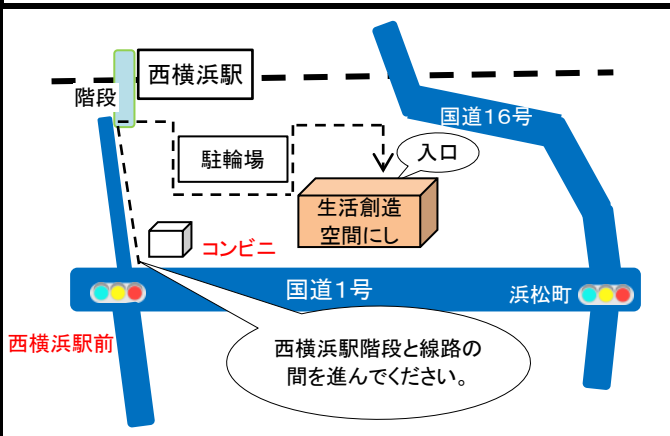 西横浜駅
階段
国道16号
駐輪場
入口
生活創造
空間にし
コンビニ
国道1号
浜松町
西横浜駅前
西横浜駅階段と線路の
間を進んでください。